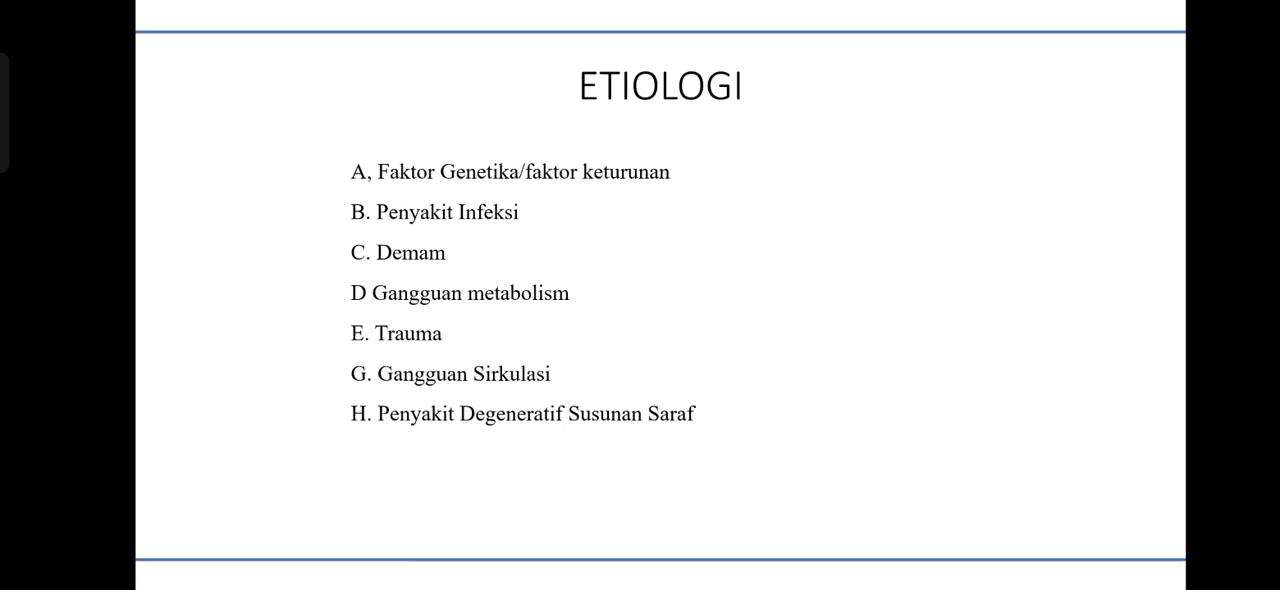 ETIOLOGI
A, Faktor Genetika/faktor keturunan
B. Penyakit Infeksi
C. Demam
D Gangguan metabolism
E. Trauma
G. Gangguan Sirkulasi
H. Penyakit Degeneratif Susunan Saraf